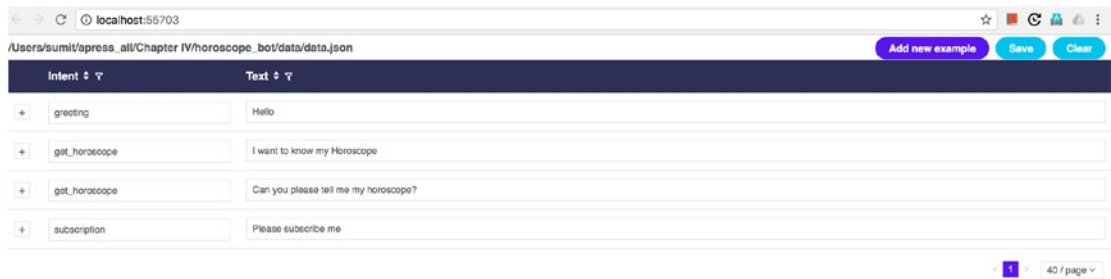 localhost:55703
/Users/sumit/apress_all/Chapter IV/horoscope_bot/data/data.json
Add new example
Save
Clear
Intent
Text
greeting
Hello
get_horoscope
I want to know my Horoscope
get_horoscope
Can you please tell me my horoscope?
subscription
Please subscribe me
1
40 / page